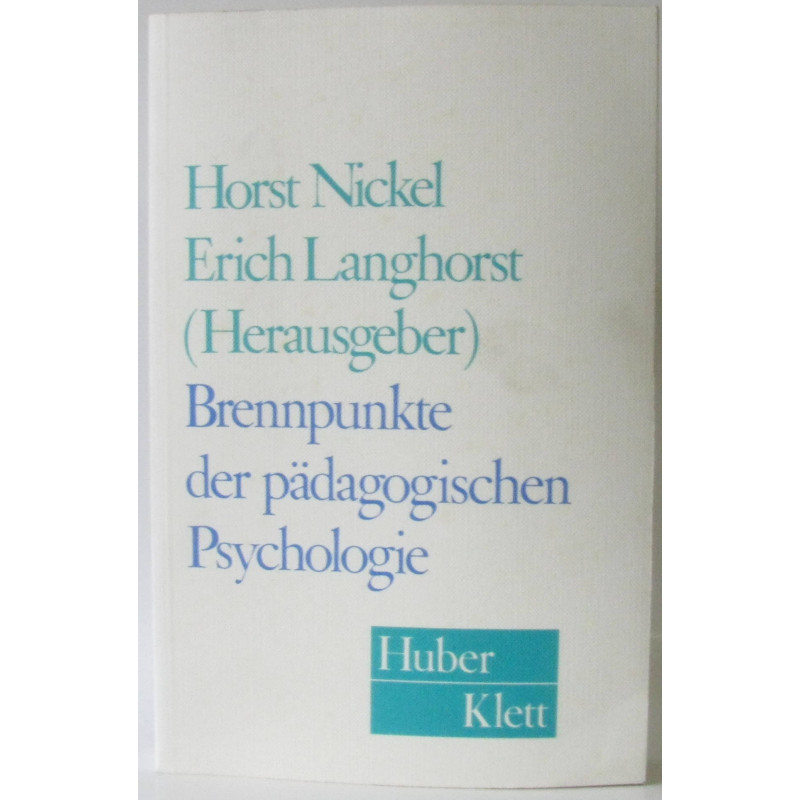 Horst Nickel
Erich Langhorst
(Herausgeber)
Brennpunkte
der pädagogischen
Psychologie
Huber
Klett